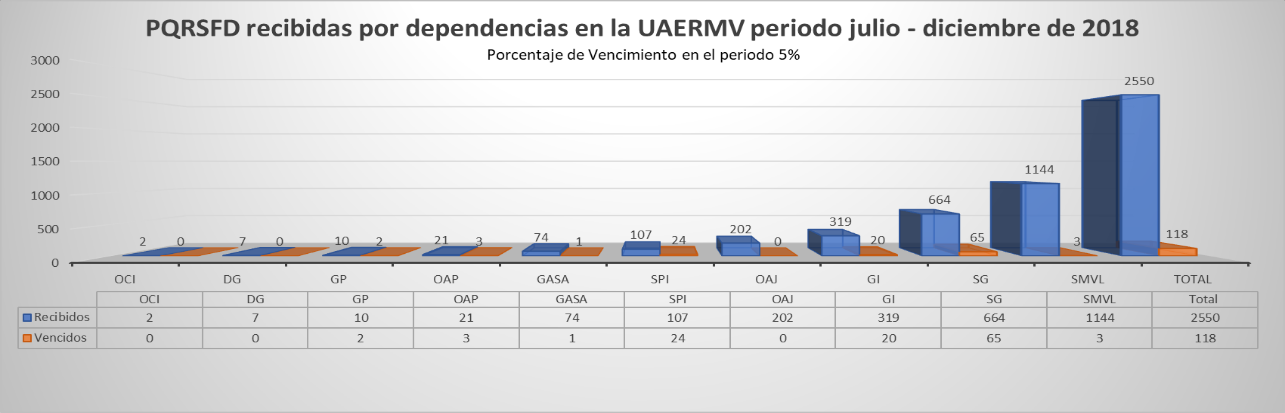 PQRSFD recibidas por dependencias en la UAERMV periodo julio - diciembre de 2018
Porcentaje de Vencimiento en el periodo 5%
3000
2500
2000
1500
1000
500
0
2 0 7 0 10 2 21 3 74 1 107 24 202 0 319 20 664 65 1144 3 2550 118
OCI DG GP OAP GASA SPI OAJ GI SG SMVL TOTAL
OCI DG GP OAP GASA SPI OAJ GI SG SMVL Total
Recibidos 2 7 10 21 74 107 202 319 664 1144 2550
Vencidos 0 0 2 3 1 24 0 20 65 3 118